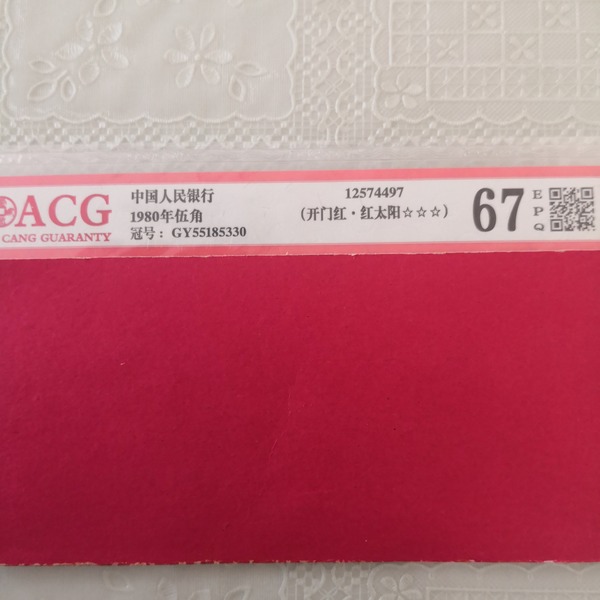 ACG
CANG GUARANTY
中国人民银行
1980年伍角
冠号： GY55185330
12574497
（开门红·红太阳☆☆☆）
67
E
P
Q